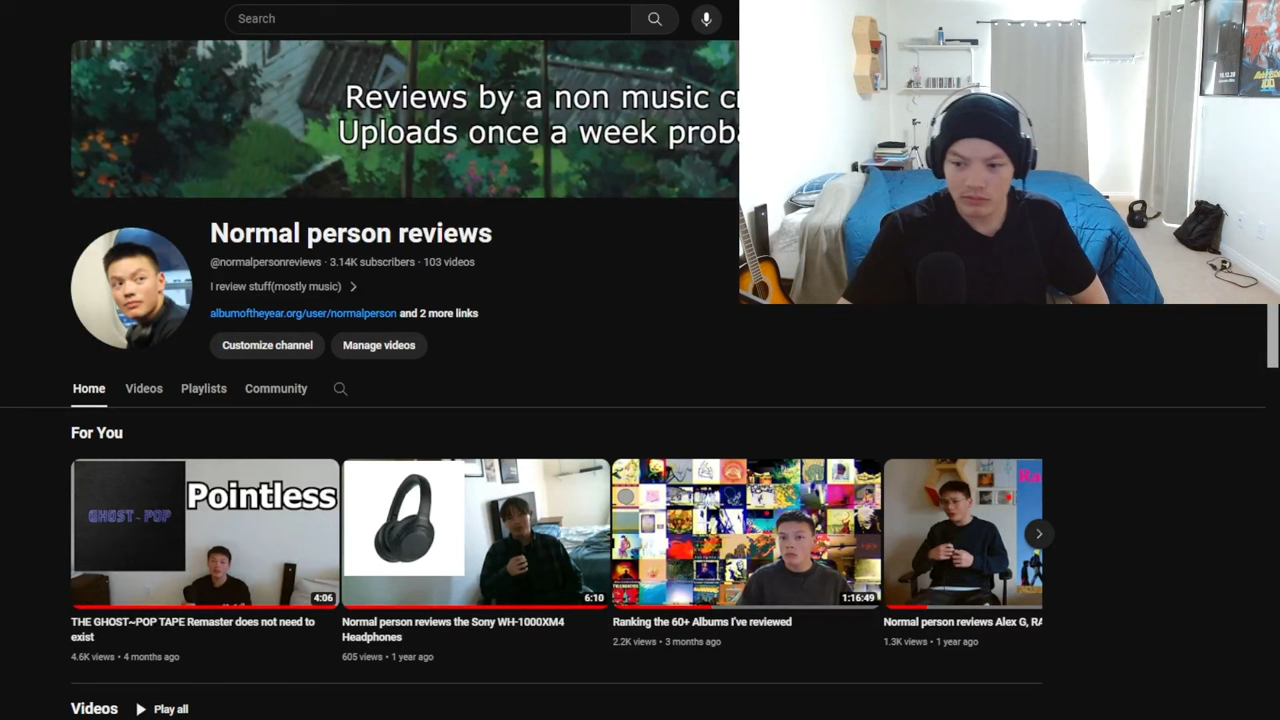 Search
Reviews by a non music
Uploads once a week
Normal person reviews
@normalpersonreviews · 3.14K subscribers · 103 videos
I review stuff(mostly music)
albumoftheyear.org/user/normalperson and 2 more links
Customize channel
Manage videos
Home
Videos
Playlists
Community
For You
GHOST~POP
Pointless
4:06
THE GHOST~POP TAPE Remaster does not need to
exist
4.6K views • 4 months ago
6:10
Normal person reviews the Sony WH-1000XM4
Headphones
605 views • 1 year ago
1:16:49
Ranking the 60+ Albums I've reviewed
2.2K views • 3 months ago
Ra
Normal person reviews Alex G, RA
1.3K views • 1 year ago
Videos
Play all